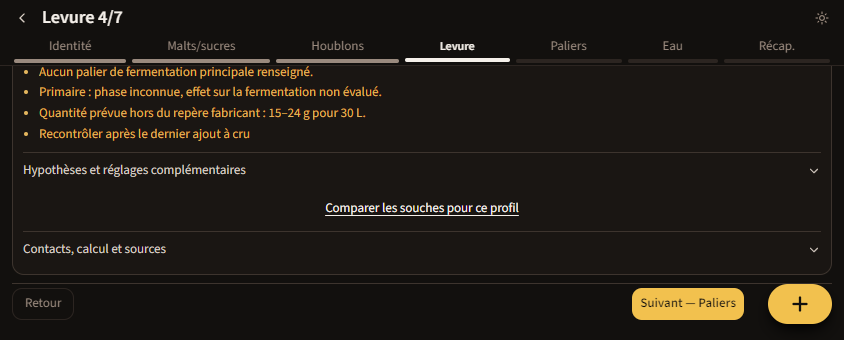 Levure 4/7
Identité Malts/sucres Houblons Levure Paliers Eau Récap.
Aucun palier de fermentation principale renseigné.
Primaire : phase inconnue, effet sur la fermentation non évalué.
Quantité prévue hors du repère fabricant : 15–24 g pour 30 L.
Recontrôler après le dernier ajout à cru
Hypothèses et réglages complémentaires
Comparer les souches pour ce profil
Contacts, calcul et sources
Retour Suivant — Paliers +